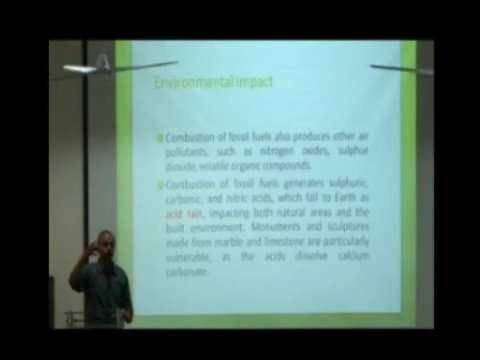 Environmental impact
Combustion of fossil fuels also produces other air
pollutants, such as nitrogen oxides, sulphur
dioxide, volatile organic compounds.
Combustion of fossil fuels generates sulphuric,
carbonic, and nitric acids, which fall to Earth as
acid rain, impacting both natural areas and the
built environment. Monuments and sculptures
made from marble and limestone are particularly
vulnerable, as the acids dissolve calcium
carbonate.